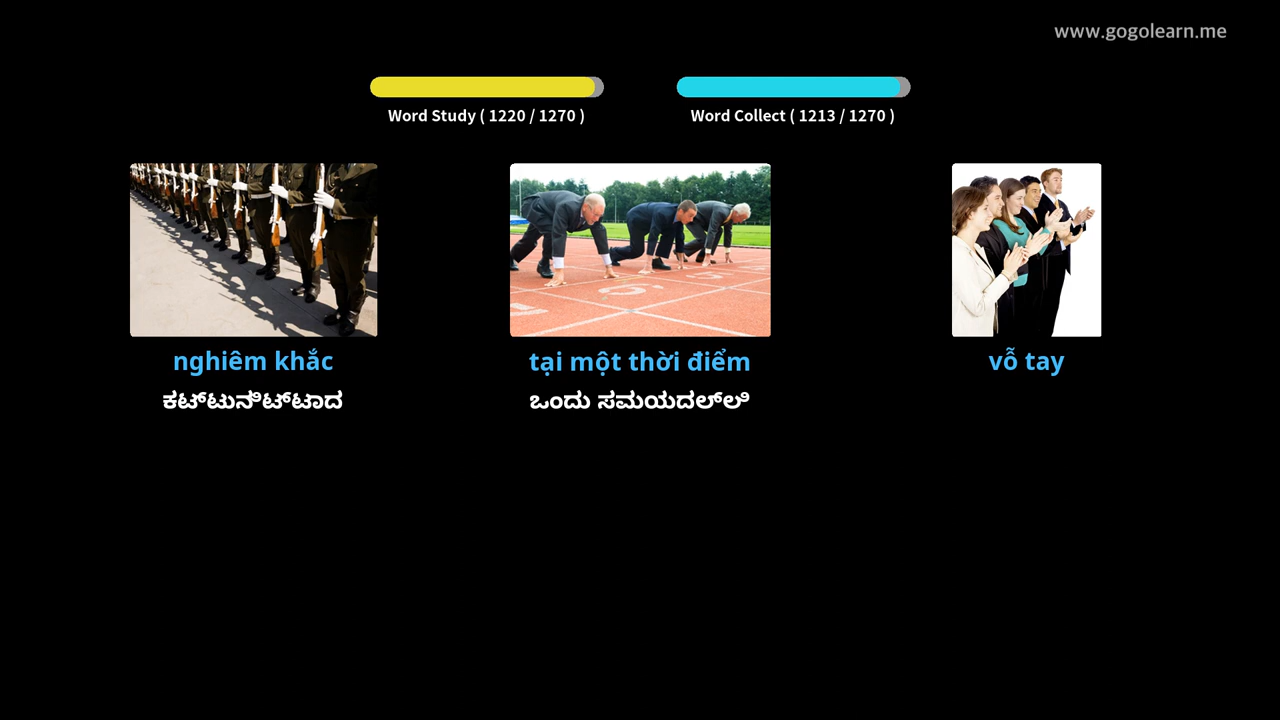 www.gogolearn.me
Word Study ( 1220 / 1270 )
Word Collect ( 1213 / 1270 )
nghiêm khắc
tại một thời điểm
vỗ tay
ಕಟ್ಟುನಿಟ್ಟಾದ
ಒಂದು ಸಮಯದಲ್ಲಿ